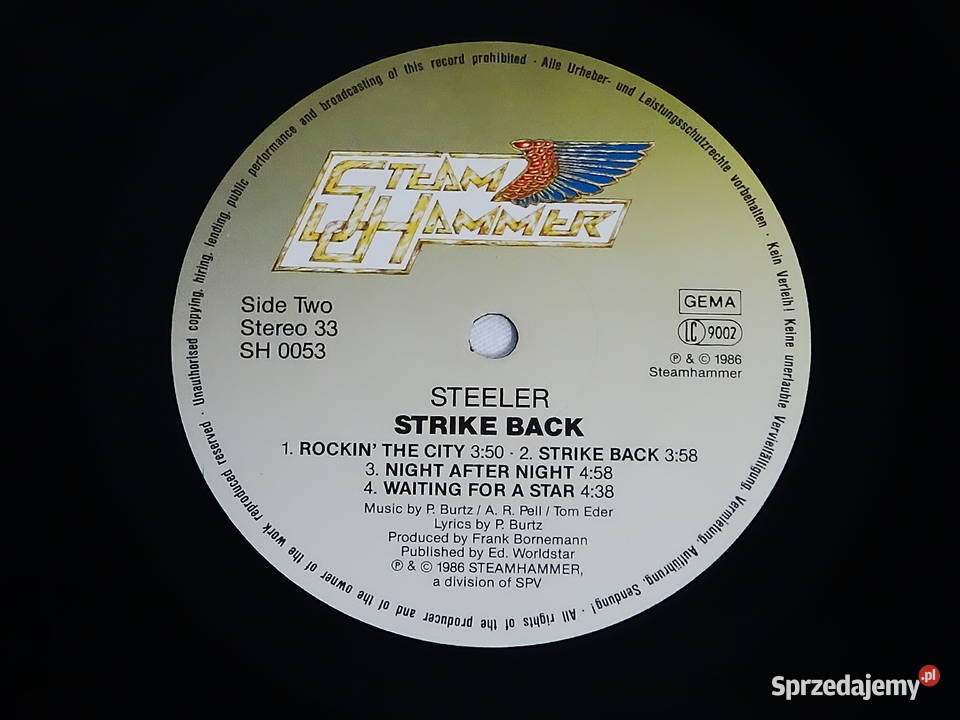 Unauthorised copying, hiring, lending, public performance and broadcasting of this record prohibited · Alle Urheber- und Leistungsschutzrechte vorbehalten · Kein Verleih! Keine unerlaubte Vervielfältigung, Vermietung, Aufführung, Sendung! · All rights of the producer and of the owner of the work reproduced reserved ·
STEAM
HAMMER
Side Two
Stereo 33
SH 0053
GEMA
LC 9002
℗ & © 1986
Steamhammer
STEELER
STRIKE BACK
1. ROCKIN' THE CITY 3:50 · 2. STRIKE BACK 3:58
3. NIGHT AFTER NIGHT 4:58
4. WAITING FOR A STAR 4:38
Music by P. Burtz / A. R. Pell / Tom Eder
Lyrics by P. Burtz
Produced by Frank Bornemann
Published by Ed. Worldstar
℗ & © 1986 STEAMHAMMER,
a division of SPV
Sprzedajemy.pl